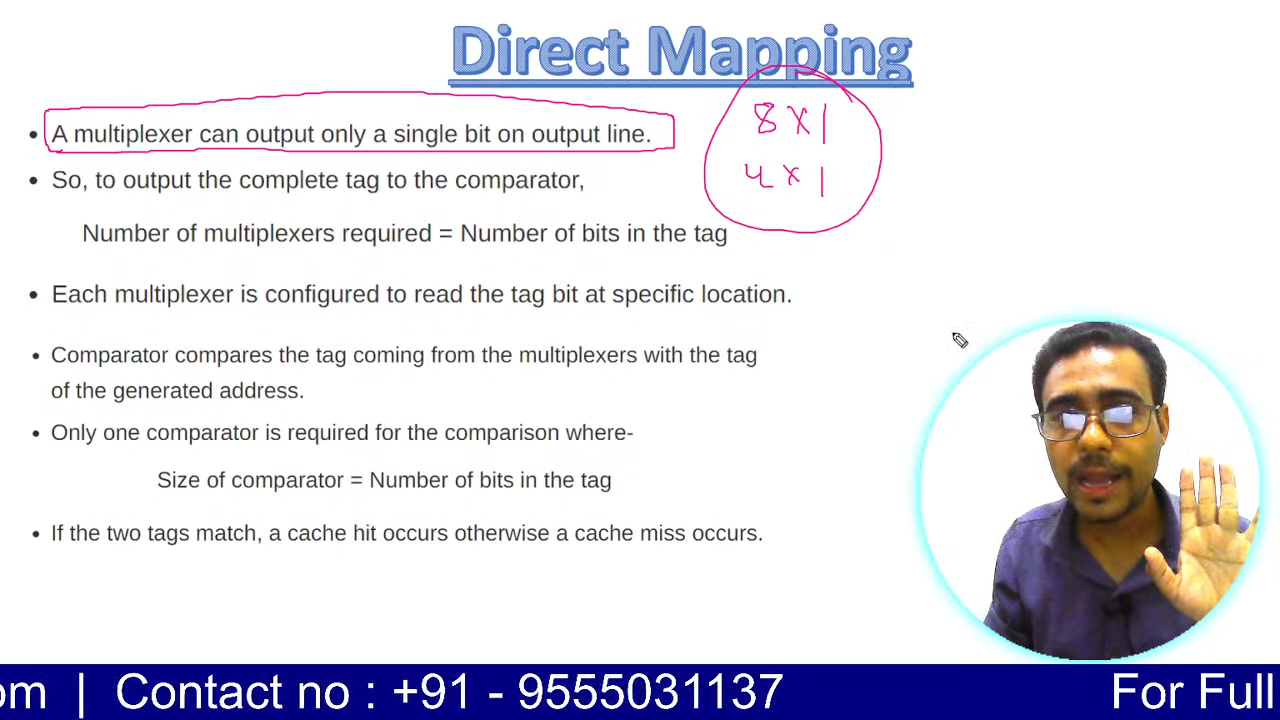 Direct Mapping
• A multiplexer can output only a single bit on output line.
8 X 1
4 X 1
• So, to output the complete tag to the comparator,
Number of multiplexers required = Number of bits in the tag
• Each multiplexer is configured to read the tag bit at specific location.
• Comparator compares the tag coming from the multiplexers with the tag
of the generated address.
• Only one comparator is required for the comparison where-
Size of comparator = Number of bits in the tag
• If the two tags match, a cache hit occurs otherwise a cache miss occurs.
om | Contact no : +91 - 9555031137 For Full